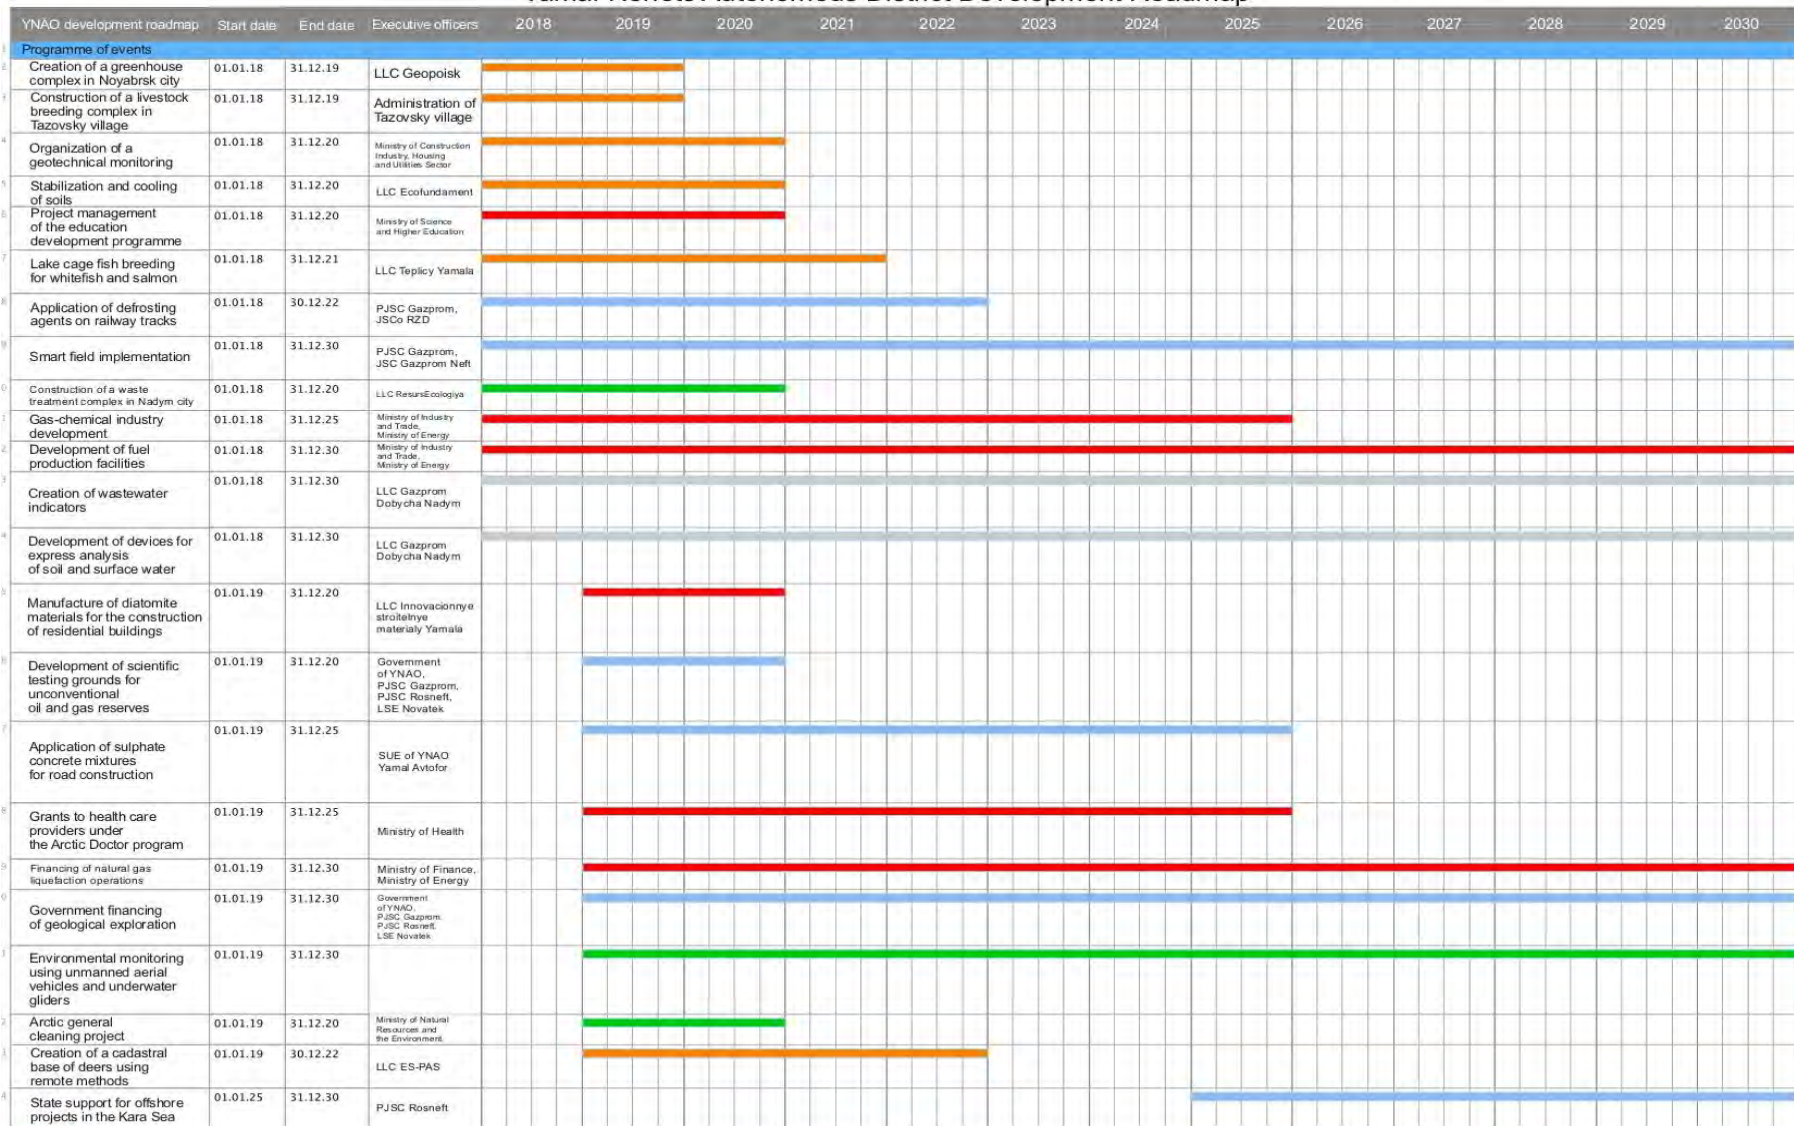 YNAO development roadmap Start date End date Executive officers 2018 2019 2020 2021 2022 2023 2024 2025 2026 2027 2028 2029 2030
Programme of events
Creation of a greenhouse
complex in Noyabrsk city
01.01.18 31.12.19
LLC Geopoisk
Construction of a livestock
breeding complex in
Tazovsky village
01.01.18 31.12.19
Administration of
Tazovsky village
Organization of a
geotechnical monitoring
01.01.18 31.12.20
Ministry of Construction
Industry, Housing
and Utilities Sector
Stabilization and cooling
of soils
01.01.18 31.12.20
LLC Ecofundament
Project management
of the education
development programme
01.01.18 31.12.20
Ministry of Science
and Higher Education
Lake cage fish breeding
for whitefish and salmon
01.01.18 31.12.21
LLC Teplicy Yamala
Application of defrosting
agents on railway tracks
01.01.18 30.12.22
PJSC Gazprom,
JSCo RZD
Smart field implementation
01.01.18 31.12.30
PJSC Gazprom,
JSC Gazprom Neft
Construction of a waste
treatment complex in Nadym city
01.01.18 31.12.20
LLC ResursEcologiya
Gas-chemical industry
development
01.01.18 31.12.25
Ministry of Industry
and Trade,
Ministry of Energy
Development of fuel
production facilities
01.01.18 31.12.30
Ministry of Industry
and Trade,
Ministry of Energy
Creation of wastewater
indicators
01.01.18 31.12.30
LLC Gazprom
Dobycha Nadym
Development of devices for
express analysis
of soil and surface water
01.01.18 31.12.30
LLC Gazprom
Dobycha Nadym
Manufacture of diatomite
materials for the construction
of residential buildings
01.01.19 31.12.20
LLC Innovacionnye
stroitelnye
materialy Yamala
Development of scientific
testing grounds for
unconventional
oil and gas reserves
01.01.19 31.12.20
Government
of YNAO,
PJSC Gazprom,
PJSC Rosneft,
LSE Novatek
Application of sulphate
concrete mixtures
for road construction
01.01.19 31.12.25
SUE of YNAO
Yamal Avtofor
Grants to health care
providers under
the Arctic Doctor program
01.01.19 31.12.25
Ministry of Health
Financing of natural gas
liquefaction operations
01.01.19 31.12.30
Ministry of Finance,
Ministry of Energy
Government financing
of geological exploration
01.01.19 31.12.30
Government
of YNAO,
PJSC Gazprom,
PJSC Rosneft,
LSE Novatek
Environmental monitoring
using unmanned aerial
vehicles and underwater
gliders
01.01.19 31.12.30
Arctic general
cleaning project
01.01.19 31.12.20
Ministry of Natural
Resources and
the Environment
Creation of a cadastral
base of deers using
remote methods
01.01.19 30.12.22
LLC ES-PAS
State support for offshore
projects in the Kara Sea
01.01.25 31.12.30
PJSC Rosneft